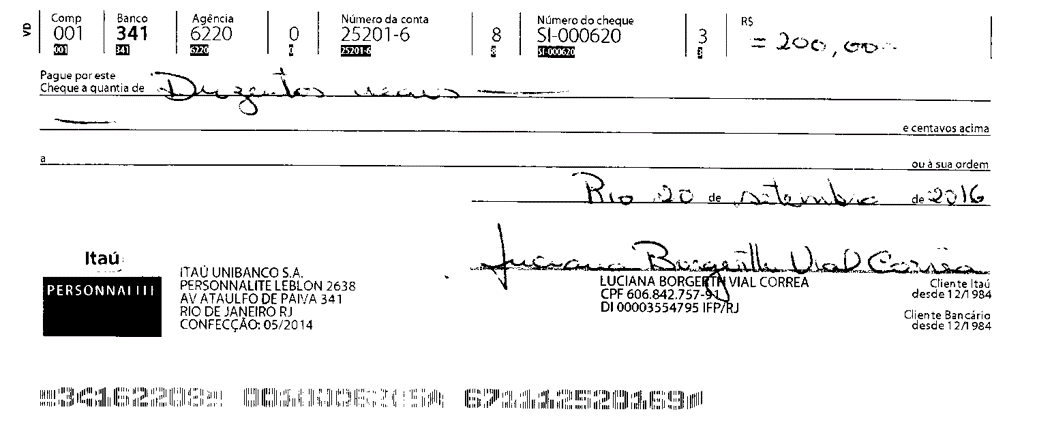 VD Comp Banco Agência Número da conta Número do cheque R$
001 341 6220 0 25201-6 8 SI-000620 3 = 200,00
001 341 6220 7 25201-6 SI-000620
Pague por este
Cheque a quantia de Duzentos reais
e centavos acima
a ou à sua ordem
Rio 20 de setembro de 2016
Luciana Borgerth Vial Corrêa
Itaú
PERSONNALITE
ITAÚ UNIBANCO S.A.
PERSONNALITE LEBLON 2638
AV ATAULFO DE PAIVA 341
RIO DE JANEIRO RJ
CONFECÇÃO: 05/2014
LUCIANA BORGERTH VIAL CORREA
CPF 606.842.757-91
DI 00003554795 IFP/RJ
Cliente Itaú
desde 12/1984
Cliente Bancário
desde 12/1984
34162208 671112520169